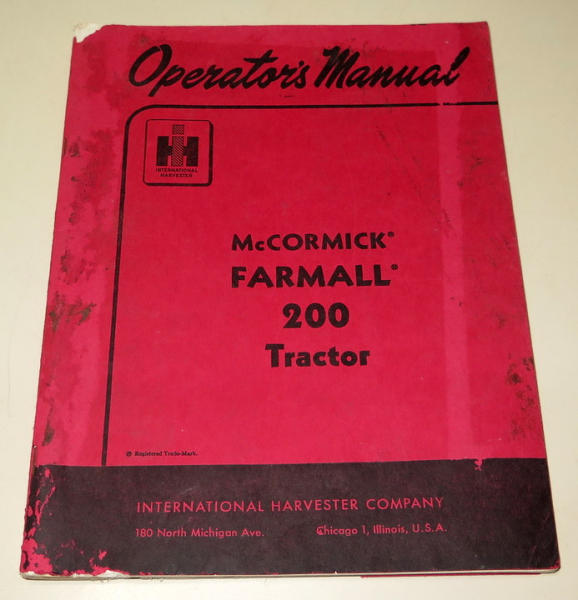 Operator's Manual
IH
INTERNATIONAL
HARVESTER
McCORMICK®
FARMALL®
200
Tractor
® Registered Trade-Mark.
INTERNATIONAL HARVESTER COMPANY
180 North Michigan Ave. Chicago 1, Illinois, U.S.A.